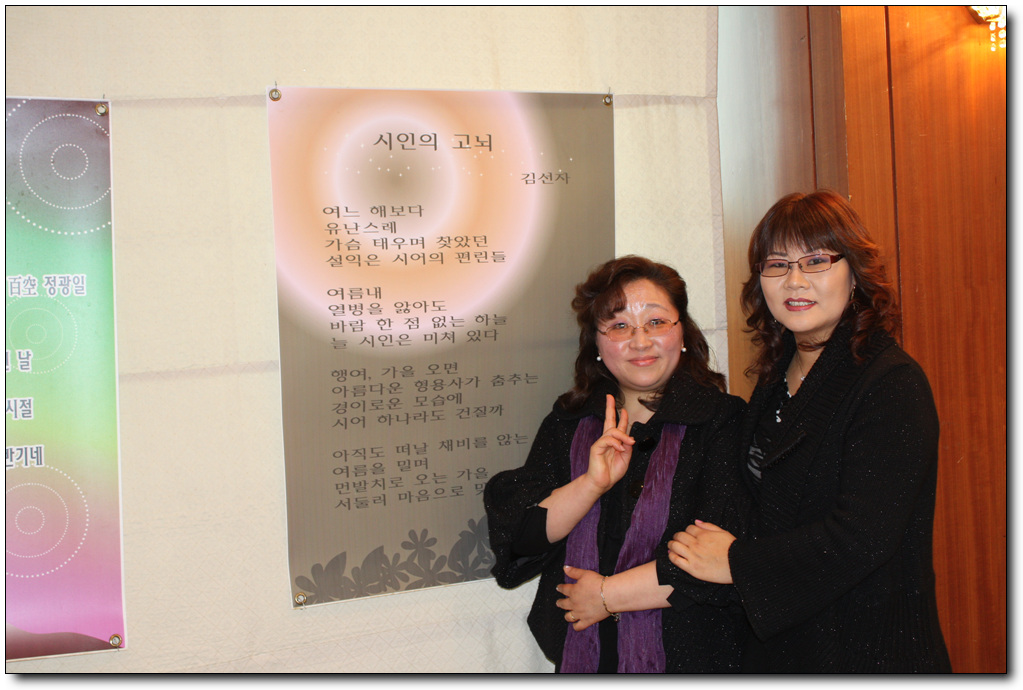 百空 정광일
날
시절
만기네
시인의 고뇌
김선자
여느 해보다
유난스레
가슴 태우며 찾았던
설익은 시어의 편린들
여름내
열병을 앓아도
바람 한 점 없는 하늘
늘 시인은 미쳐 있다
행여, 가을 오면
아름다운 형용사가 춤추는
경이로운 모습에
시어 하나라도 건질까
아직도 떠날 채비를 않는
여름을 밀며
먼발치로 오는 가을
서둘러 마음으로